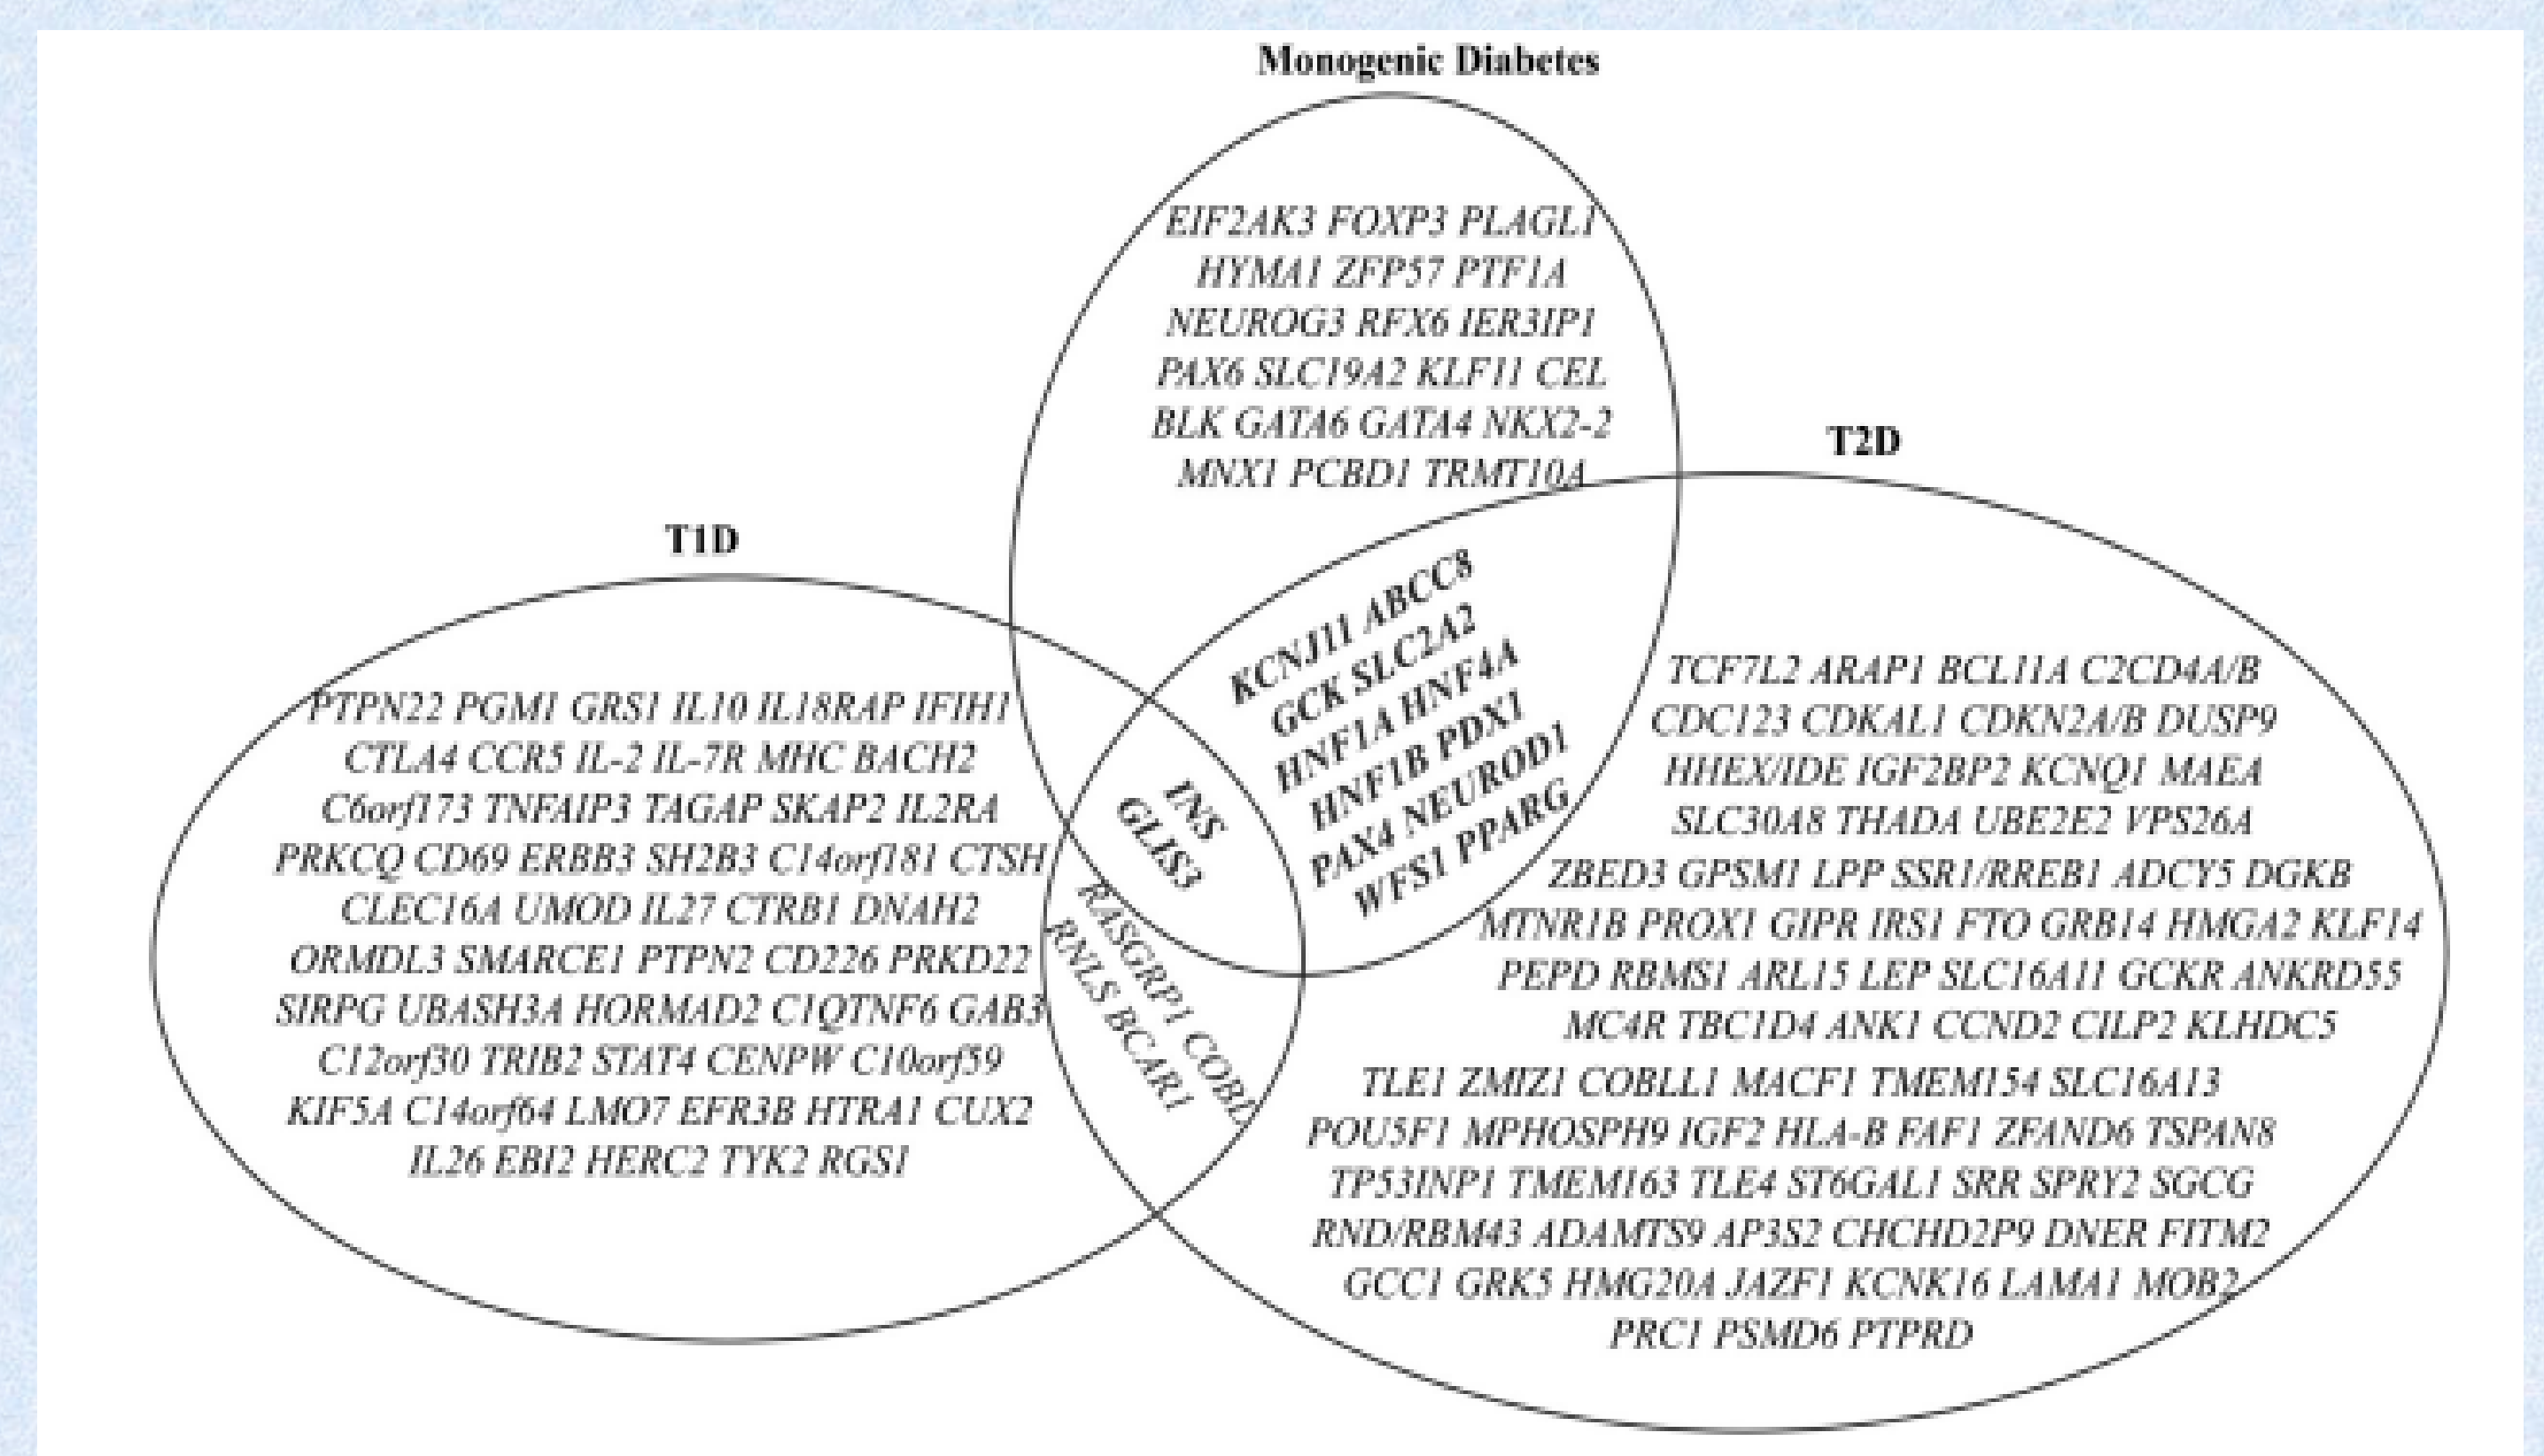 Monogenic Diabetes
EIF2AK3 FOXP3 PLAGL1
HYMA1 ZFP57 PTF1A
NEUROG3 RFX6 IER3IP1
PAX6 SLC19A2 KLF11 CEL
BLK GATA6 GATA4 NKX2-2
MNX1 PCBD1 TRMT10A
T2D
T1D
KCNJ11 ABCC8
GCK SLC2A2
HNF1A HNF4A
HNF1B PDX1
PAX4 NEUROD1
WFS1 PPARG
INS
GLIS3
RASGRP1 COBL
RNLS BCAR1
PTPN22 PGM1 GRS1 IL10 IL18RAP IFIH1
CTLA4 CCR5 IL-2 IL-7R MHC BACH2
C6orf173 TNFAIP3 TAGAP SKAP2 IL2RA
PRKCQ CD69 ERBB3 SH2B3 C14orf181 CTSH
CLEC16A UMOD IL27 CTRB1 DNAH2
ORMDL3 SMARCE1 PTPN2 CD226 PRKD22
SIRPG UBASH3A HORMAD2 C1QTNF6 GAB3
C12orf30 TRIB2 STAT4 CENPW C10orf59
KIF5A C14orf64 LMO7 EFR3B HTRA1 CUX2
IL26 EBI2 HERC2 TYK2 RGS1
TCF7L2 ARAP1 BCL11A C2CD4A/B
CDC123 CDKAL1 CDKN2A/B DUSP9
HHEX/IDE IGF2BP2 KCNQ1 MAEA
SLC30A8 THADA UBE2E2 VPS26A
ZBED3 GPSM1 LPP SSR1/RREB1 ADCY5 DGKB
MTNR1B PROX1 GIPR IRS1 FTO GRB14 HMGA2 KLF14
PEPD RBMS1 ARL15 LEP SLC16A11 GCKR ANKRD55
MC4R TBC1D4 ANK1 CCND2 CILP2 KLHDC5
TLE1 ZMIZ1 COBLL1 MACF1 TMEM154 SLC16A13
POU5F1 MPHOSPH9 IGF2 HLA-B FAF1 ZFAND6 TSPAN8
TP53INP1 TMEM163 TLE4 ST6GAL1 SRR SPRY2 SGCG
RND/RBM43 ADAMTS9 AP3S2 CHCHD2P9 DNER FITM2
GCC1 GRK5 HMG20A JAZF1 KCNK16 LAMA1 MOB2
PRC1 PSMD6 PTPRD